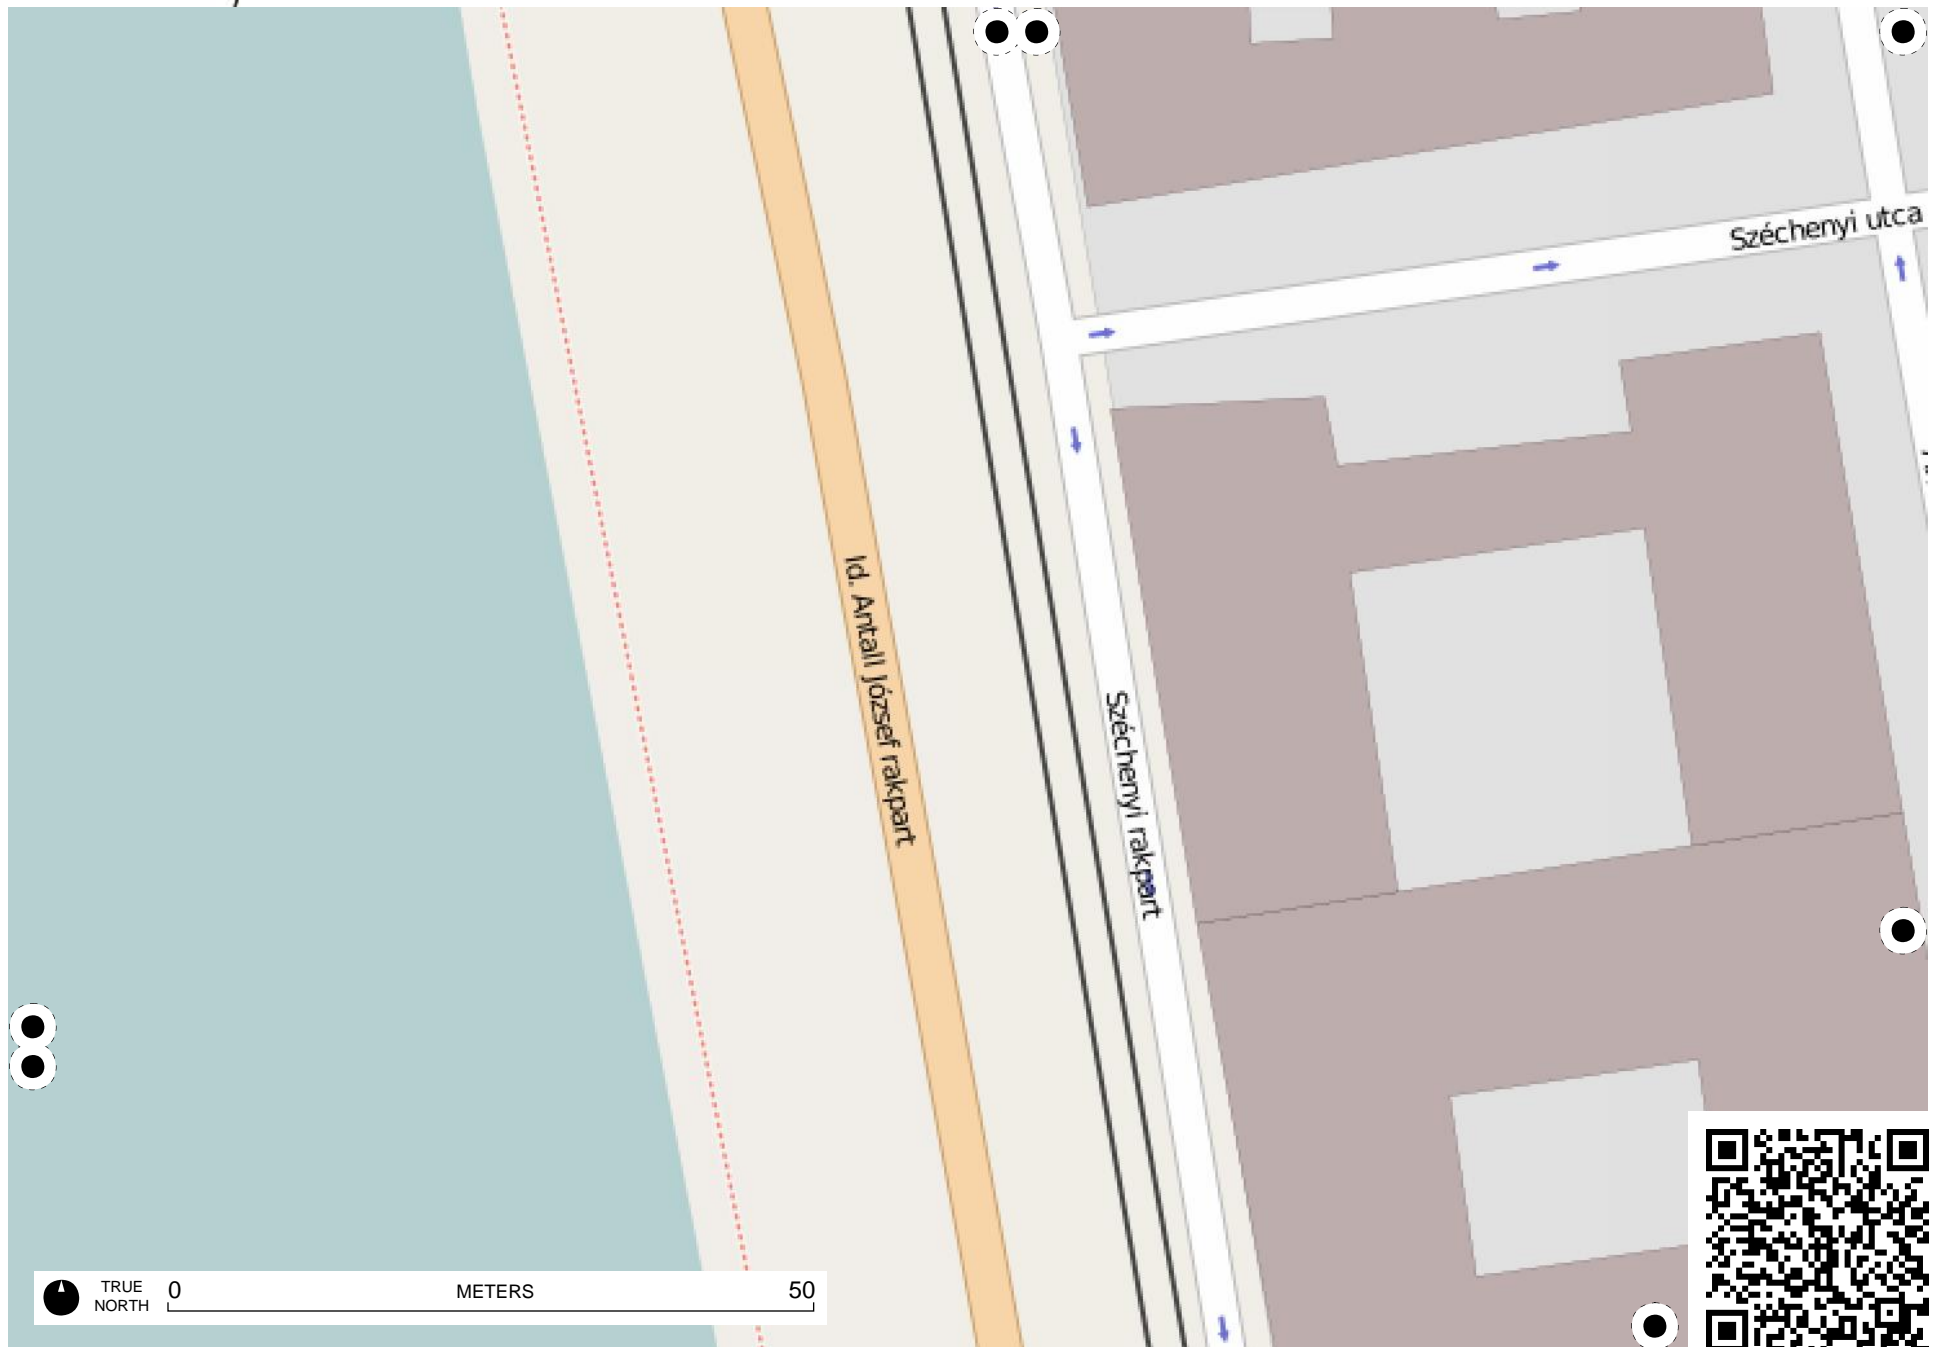 Széchenyi utca
Id. Antall József rakpart
Széchenyi rakpart
TRUE NORTH
0 METERS 50